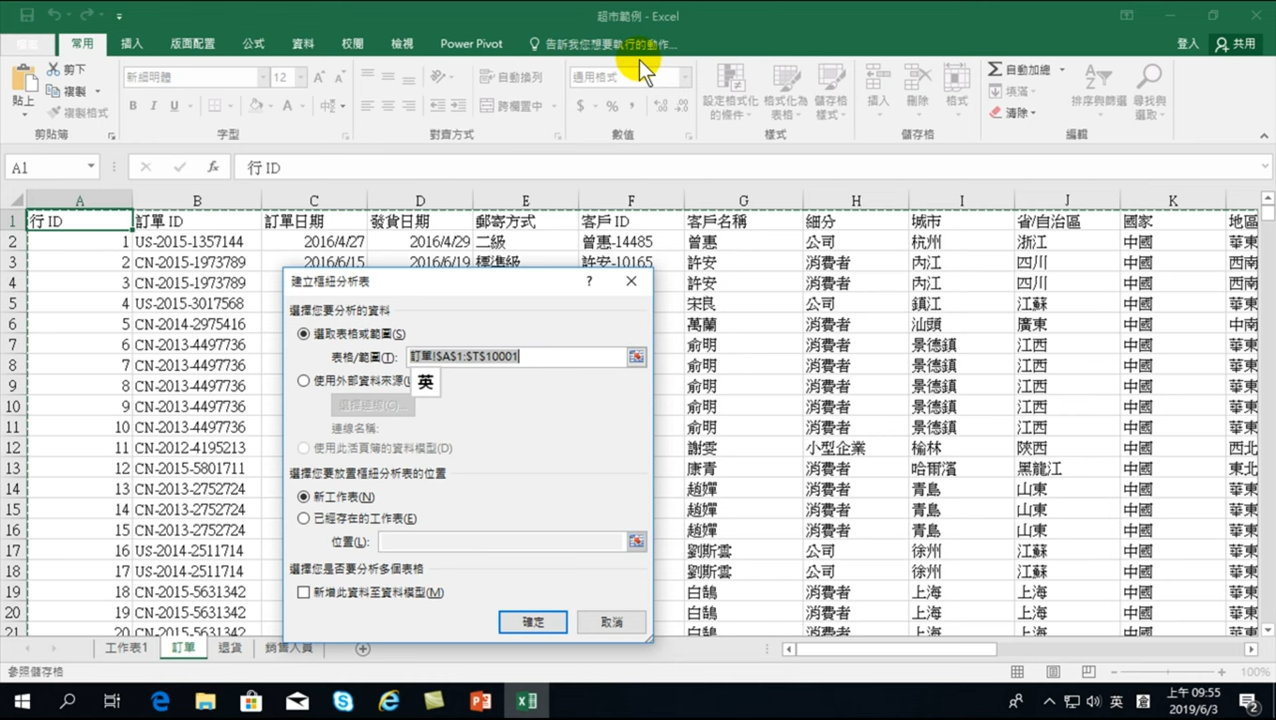 超市範例 - Excel
常用 插入 版面配置 公式 資料 校閱 檢視 Power Pivot 告訴我您想要執行的動作... 登入 共用
貼上 剪下 複製 複製格式 剪貼簿
新細明體 12 B I U 字型
自動換列 跨欄置中 對齊方式
通用格式 $ % , 數值
設定格式化的條件 格式化為表格 儲存格樣式 樣式
插入 刪除 格式 儲存格
自動加總 填滿 清除 排序與篩選 尋找與選取 編輯
A1 fx 行 ID
A B C D E F G H I J K
1 行 ID 訂單 ID 訂單日期 發貨日期 郵寄方式 客戶 ID 客戶名稱 細分 城市 省/自治區 國家 地區
2 1 US-2015-1357144 2016/4/27 2016/4/29 二級 曾惠-14485 曾惠 公司 杭州 浙江 中國 華東
3 2 CN-2015-1973789 2016/6/15 2016/6/19 標準級 許安-10165 許安 消費者 內江 四川 中國 西南
4 3 CN-2015-1973789 許安 消費者 內江 四川 中國 西南
5 4 US-2015-3017568 宋良 公司 鎮江 江蘇 中國 華東
6 5 CN-2014-2975416 萬蘭 消費者 汕頭 廣東 中國 中南
7 6 CN-2013-4497736 俞明 消費者 景德鎮 江西 中國 華東
8 7 CN-2013-4497736 俞明 消費者 景德鎮 江西 中國 華東
9 8 CN-2013-4497736 俞明 消費者 景德鎮 江西 中國 華東
10 9 CN-2013-4497736 俞明 消費者 景德鎮 江西 中國 華東
11 10 CN-2013-4497736 俞明 消費者 景德鎮 江西 中國 華東
12 11 CN-2012-4195213 謝雯 小型企業 榆林 陝西 中國 西北
13 12 CN-2015-5801711 康青 消費者 哈爾濱 黑龍江 中國 東北
14 13 CN-2013-2752724 趙嬋 消費者 青島 山東 中國 華東
15 14 CN-2013-2752724 趙嬋 消費者 青島 山東 中國 華東
16 15 CN-2013-2752724 趙嬋 消費者 青島 山東 中國 華東
17 16 US-2014-2511714 劉斯雲 公司 徐州 江蘇 中國 華東
18 17 US-2014-2511714 劉斯雲 公司 徐州 江蘇 中國 華東
19 18 CN-2015-5631342 白鵠 消費者 上海 上海 中國 華東
20 19 CN-2015-5631342 白鵠 消費者 上海 上海 中國 華東
21 20 CN-2015-5631342 白鵠 消費者 上海 上海 中國 華東
建立樞紐分析表 ?
選擇您要分析的資料
選取表格或範圍(S)
表格/範圍(T): 訂單!$A$1:$T$10001
使用外部資料來源(
英
選擇連線(C)...
連線名稱:
使用此活頁簿的資料模型(D)
選擇您要放置樞紐分析表的位置
新工作表(N)
已經存在的工作表(E)
位置(L):
選擇您是否要分析多個表格
新增此資料至資料模型(M)
確定 取消
工作表1 訂單 退貨 銷售人員
參照儲存格 100%
英 上午 09:55
2019/6/3 2